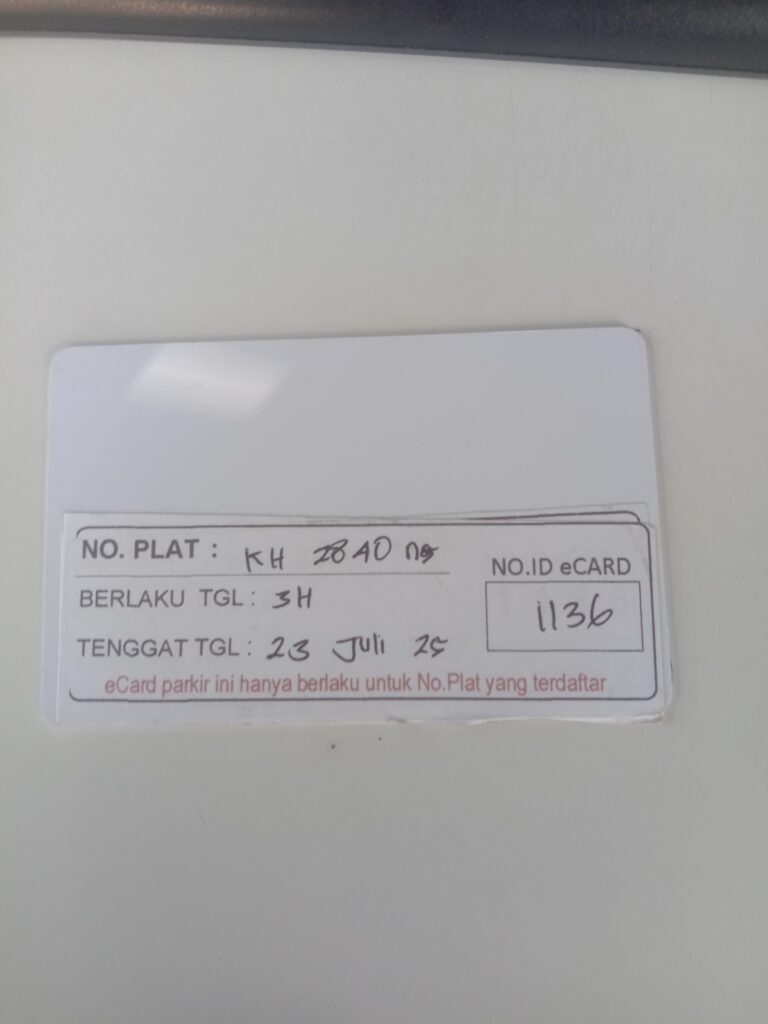 NO. PLAT : KH 2840 NG
BERLAKU TGL : 3H
TENGGAT TGL : 23 Juli 25
NO.ID eCARD
1136
eCard parkir ini hanya berlaku untuk No.Plat yang terdaftar